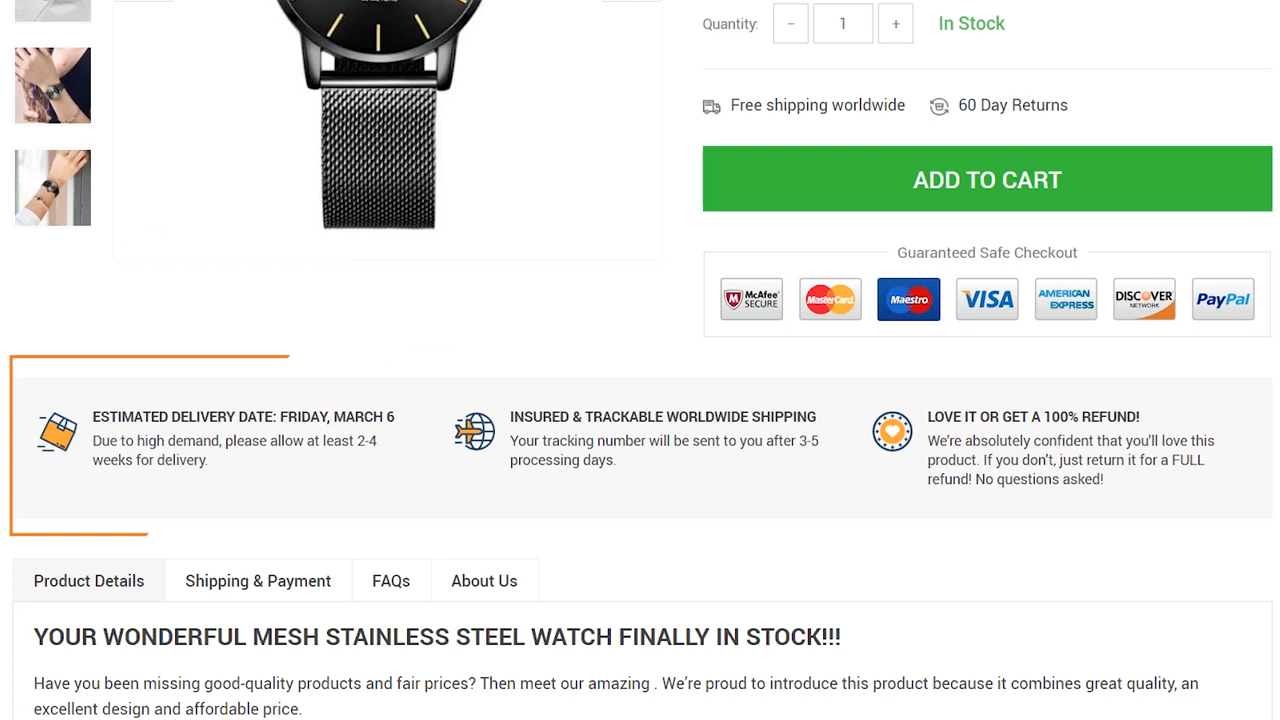 Quantity: − 1 + In Stock
Free shipping worldwide 60 Day Returns
ADD TO CART
Guaranteed Safe Checkout
McAfee SECURE MasterCard Maestro VISA AMERICAN EXPRESS DISCOVER NETWORK PayPal
ESTIMATED DELIVERY DATE: FRIDAY, MARCH 6
Due to high demand, please allow at least 2-4
weeks for delivery.
INSURED & TRACKABLE WORLDWIDE SHIPPING
Your tracking number will be sent to you after 3-5
processing days.
LOVE IT OR GET A 100% REFUND!
We're absolutely confident that you'll love this
product. If you don't, just return it for a FULL
refund! No questions asked!
Product Details Shipping & Payment FAQs About Us
YOUR WONDERFUL MESH STAINLESS STEEL WATCH FINALLY IN STOCK!!!
Have you been missing good-quality products and fair prices? Then meet our amazing . We're proud to introduce this product because it combines great quality, an
excellent design and affordable price.